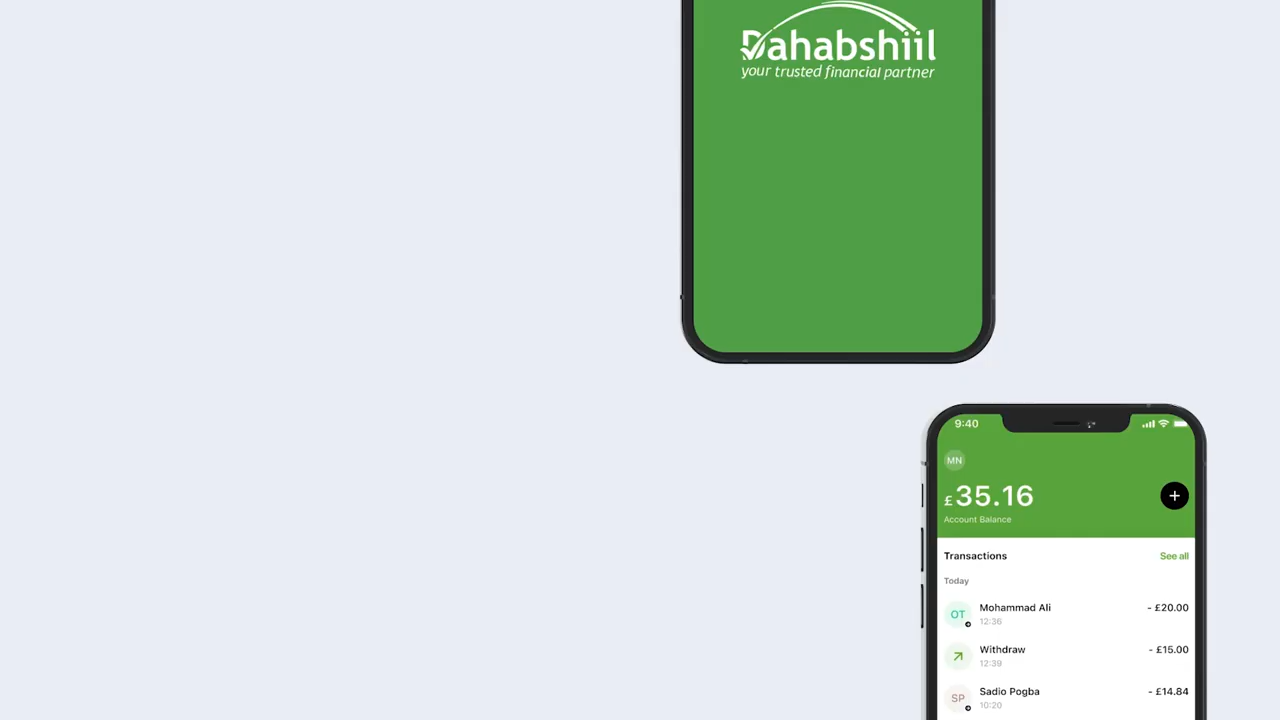 Dahabshiil
your trusted financial partner
9:40
MN
£35.16
Account Balance
Transactions
See all
Today
OT
Mohammad Ali
- £20.00
12:36
Withdraw
- £15.00
12:39
SP
Sadio Pogba
- £14.84
10:20